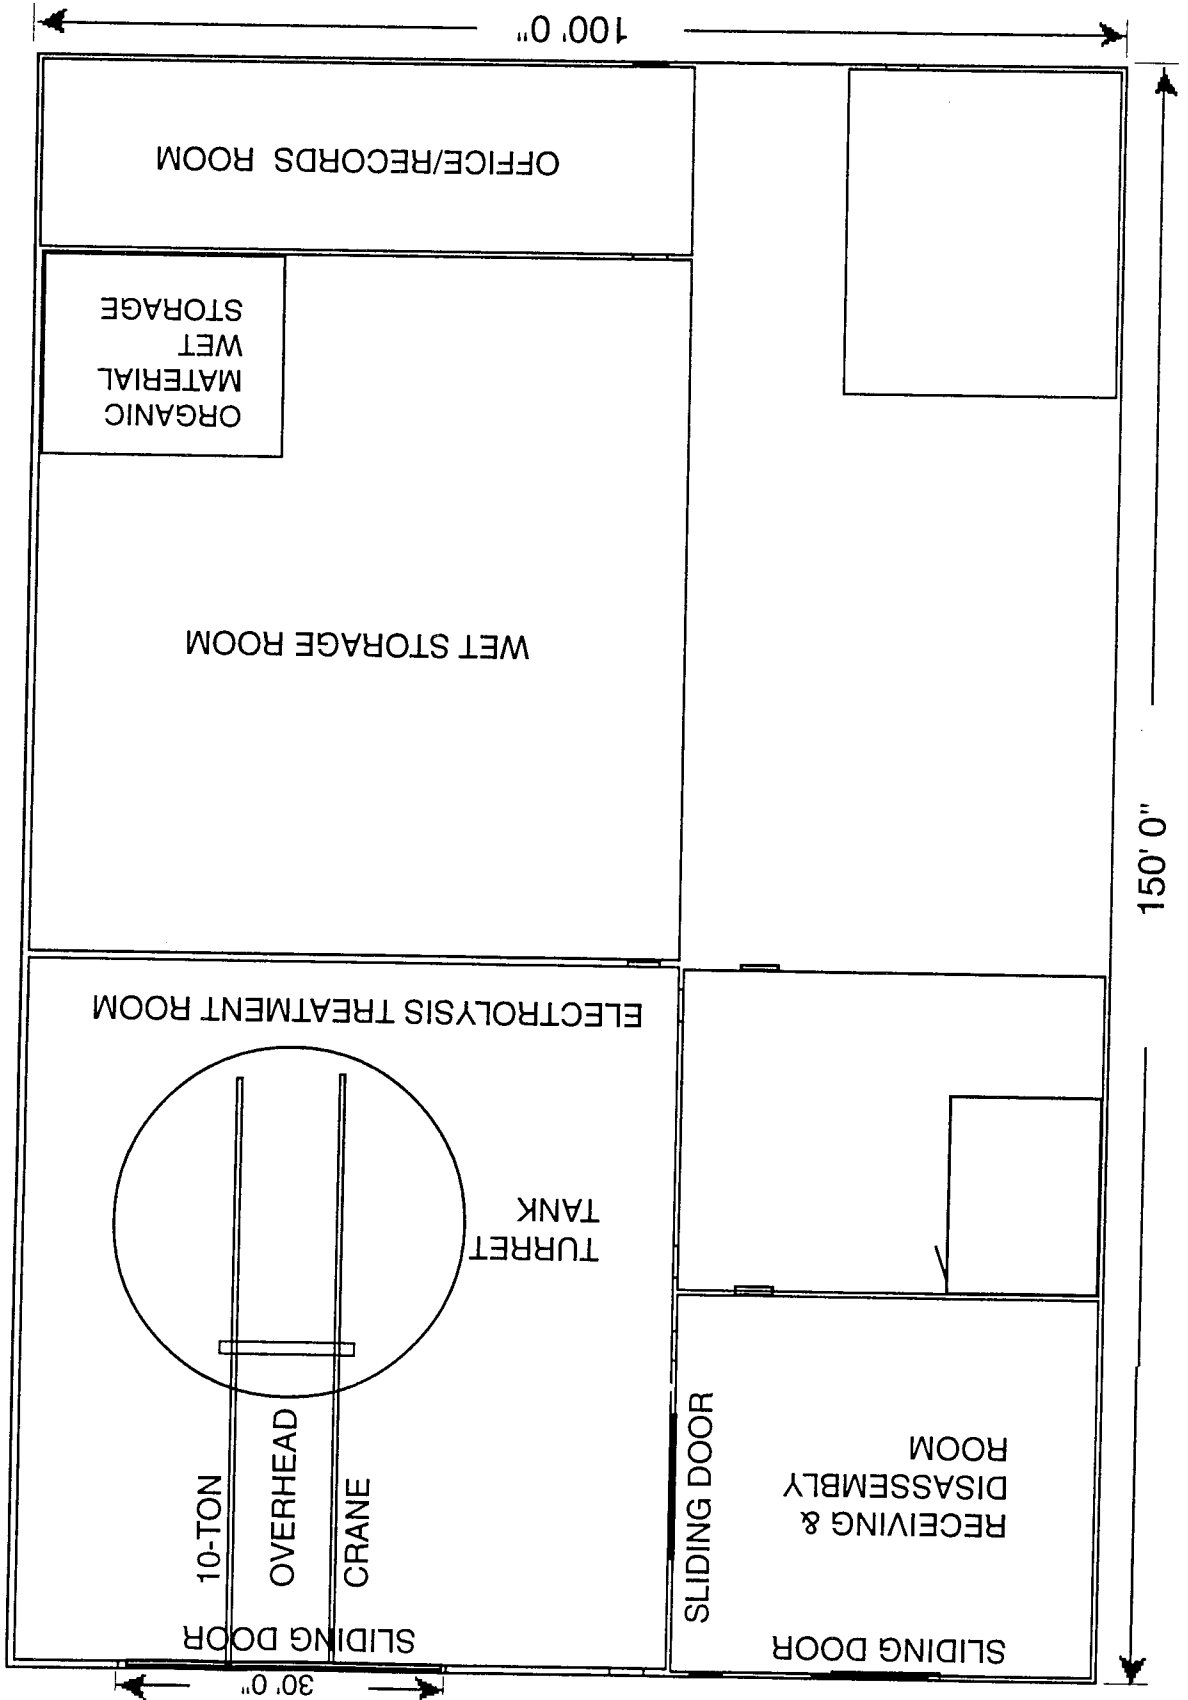 30' 0"
SLIDING DOOR
SLIDING DOOR
RECEIVING &
DISASSEMBLY
ROOM
SLIDING DOOR
10-TON
OVERHEAD
CRANE
TURRET
TANK
ELECTROLYSIS TREATMENT ROOM
150' 0"
WET STORAGE ROOM
ORGANIC
MATERIAL
WET
STORAGE
OFFICE/RECORDS ROOM
100' 0"